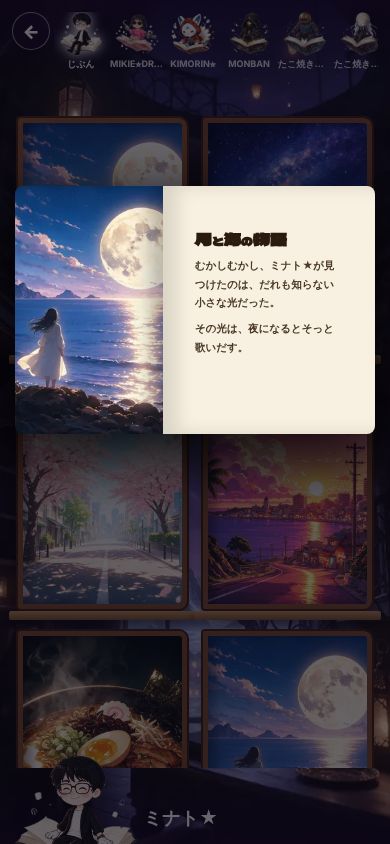 じぶん
MIKIE★DR...
KIMORIN★
MONBAN
たこ焼き...
たこ焼き...
月と海の物語
むかしむかし、ミナト★が見
つけたのは、だれも知らない
小さな光だった。
その光は、夜になるとそっと
歌いだす。
ミナト★